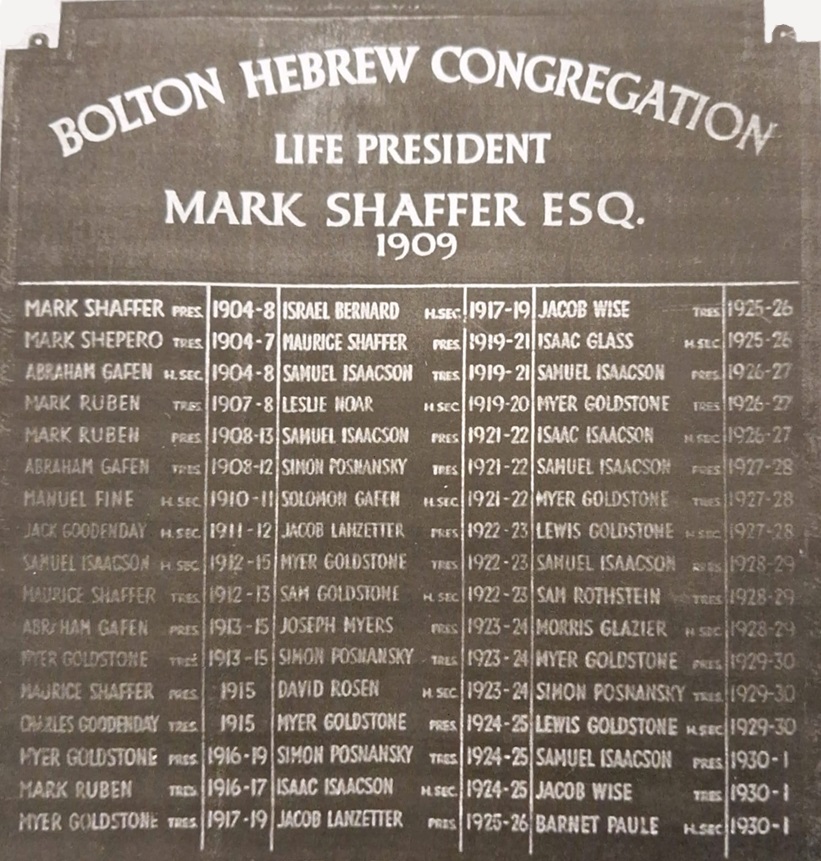 BOLTON HEBREW CONGREGATION
LIFE PRESIDENT
MARK SHAFFER ESQ.
1909
MARK SHAFFER PRES. 1904-8
MARK SHEPERO TRES. 1904-7
ABRAHAM GAFEN H.SEC. 1904-8
MARK RUBEN TRES. 1907-8
MARK RUBEN PRES. 1908-13
ABRAHAM GAFEN TRES. 1908-12
MANUEL FINE H.SEC. 1910-11
JACK GOODENDAY H.SEC. 1911-12
SAMUEL ISAACSON H SEC. 1912-15
MAURICE SHAFFER TRES. 1912-13
ABRAHAM GAFEN PRES. 1913-15
MYER GOLDSTONE TRES. 1913-15
MAURICE SHAFFER PRES. 1915
CHARLES GOODENDAY TRES. 1915
MYER GOLDSTONE PRES. 1916-19
MARK RUBEN TRES. 1916-17
MYER GOLDSTONE TRES. 1917-19
ISRAEL BERNARD H.SEC. 1917-19
MAURICE SHAFFER PRES. 1919-21
SAMUEL ISAACSON TRES. 1919-21
LESLIE NOAR H SEC. 1919-20
SAMUEL ISAACSON PRES. 1921-22
SIMON POSNANSKY TRES. 1921-22
SOLOMON GAFEN H.SEC. 1921-22
JACOB LANZETTER PRES. 1922-23
MYER GOLDSTONE TRES. 1922-23
SAM GOLDSTONE H. SEC. 1922-23
JOSEPH MYERS PRES. 1923-24
SIMON POSNANSKY TRES. 1923-24
DAVID ROSEN H. SEC. 1923-24
MYER GOLDSTONE PRES. 1924-25
SIMON POSNANSKY TRES. 1924-25
ISAAC ISAACSON H.SEC. 1924-25
JACOB LANZETTER PRES. 1925-26
JACOB WISE TRES. 1925-26
ISAAC GLASS H.SEC. 1925-26
SAMUEL ISAACSON PRES. 1926-27
MYER GOLDSTONE TRES. 1926-27
ISAAC ISAACSON H.SEC. 1926-27
SAMUEL ISAACSON PRES. 1927-28
MYER GOLDSTONE TRES. 1927-28
LEWIS GOLDSTONE H SEC. 1927-28
SAMUEL ISAACSON PRES. 1928-29
SAM ROTHSTEIN TRES. 1928-29
MORRIS GLAZIER H SEC. 1928-29
MYER GOLDSTONE PRES. 1929-30
SIMON POSNANSKY TRES. 1929-30
LEWIS GOLDSTONE H.SEC. 1929-30
SAMUEL ISAACSON PRES. 1930-1
JACOB WISE TRES. 1930-1
BARNET PAULE H.SEC. 1930-1